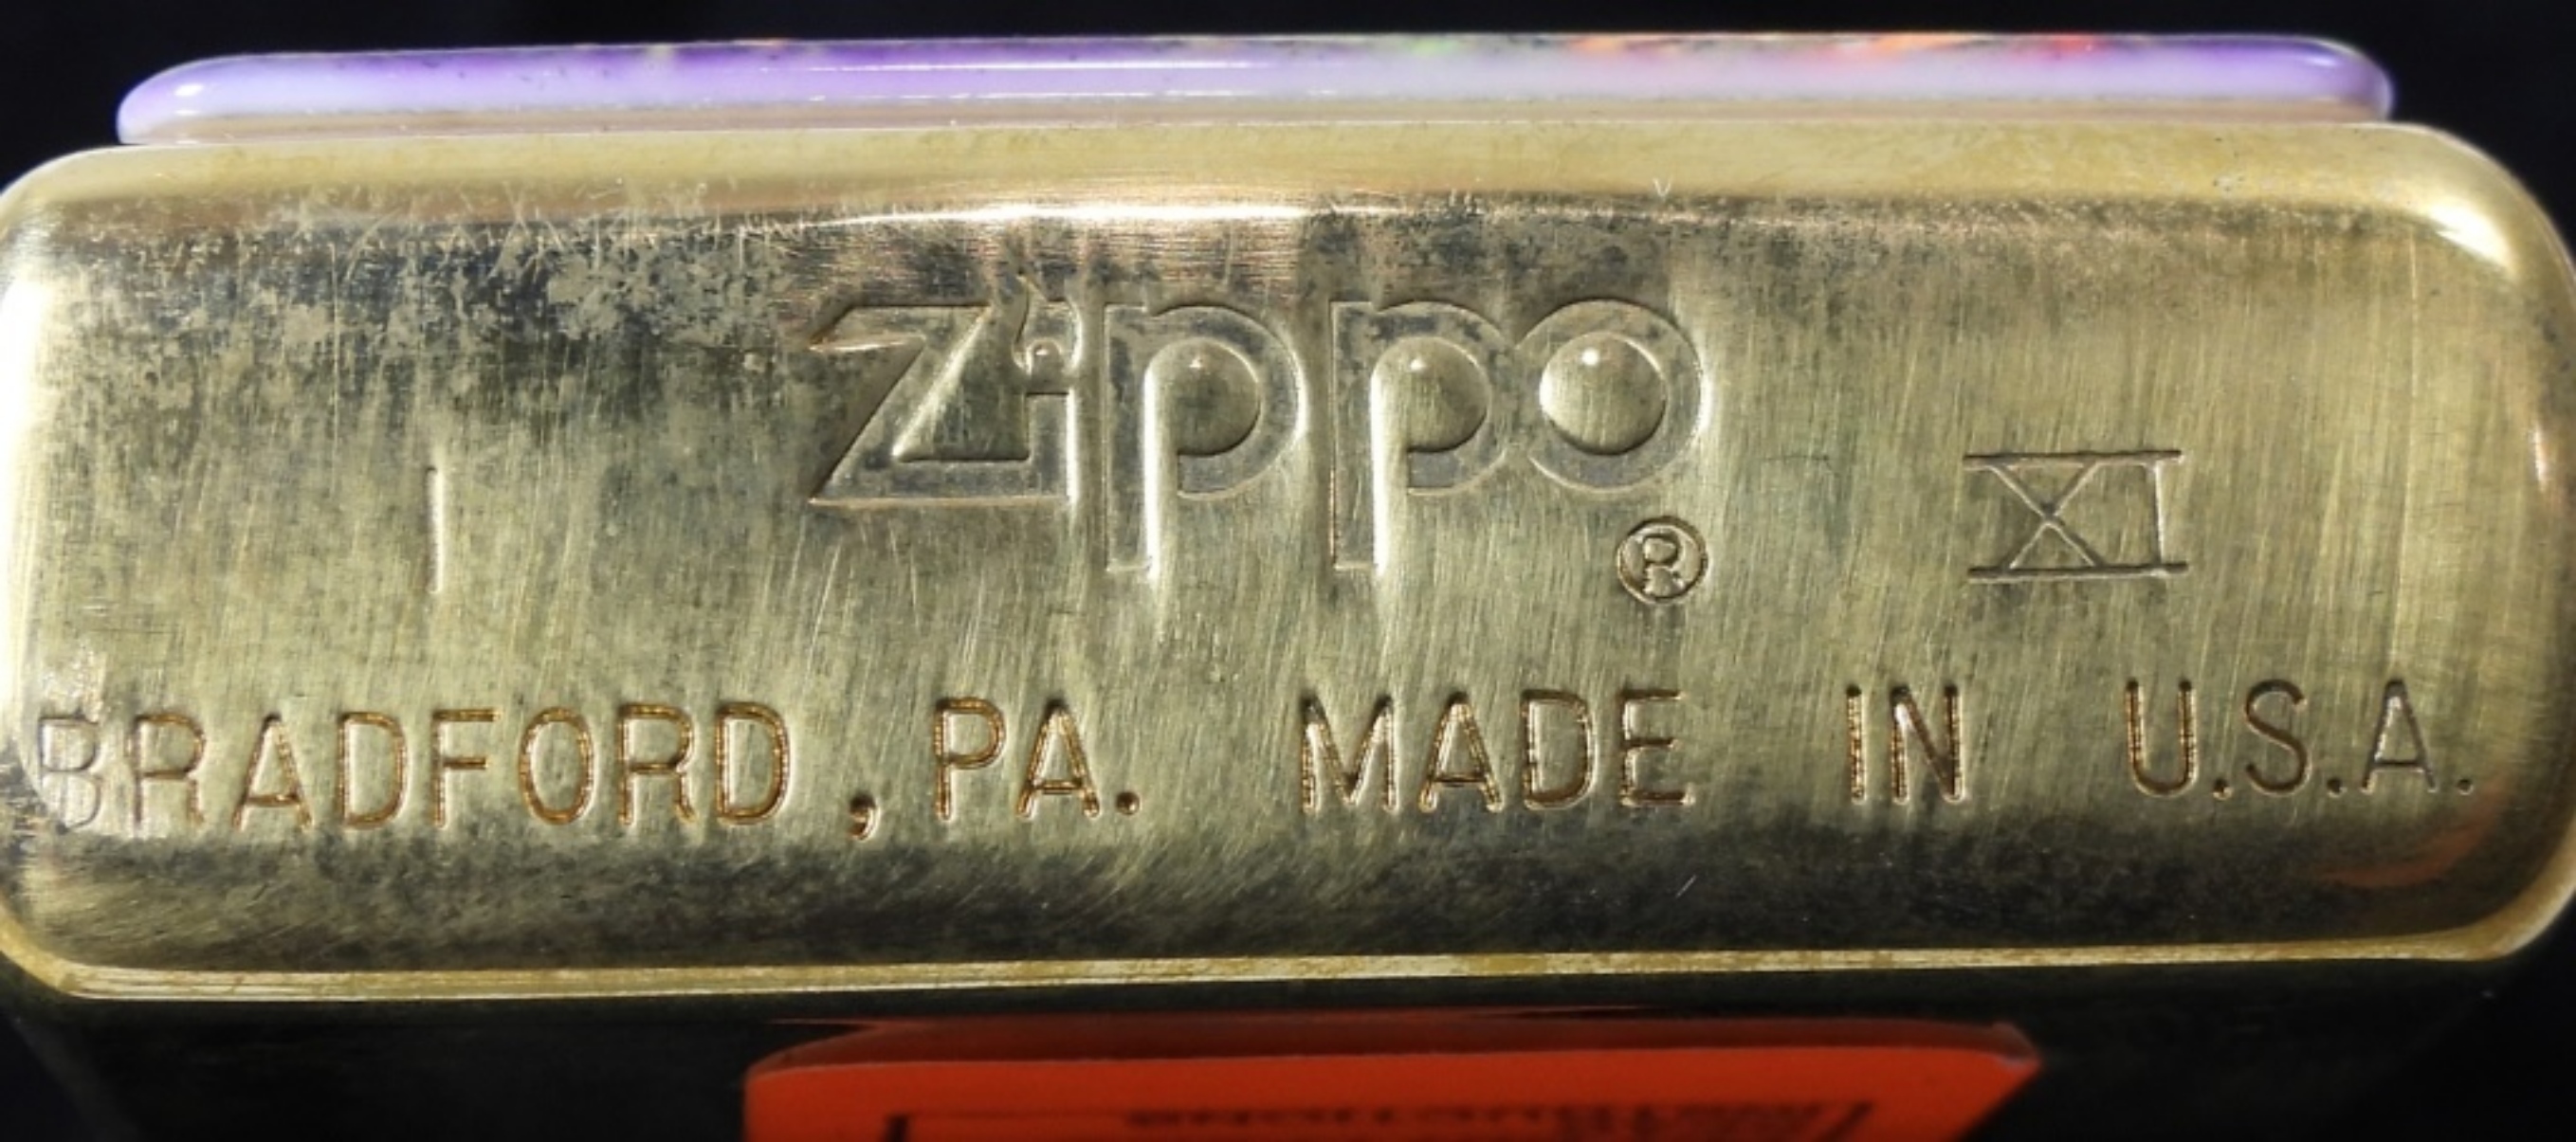 Zippo
®
I XI
BRADFORD, PA. MADE IN U.S.A.